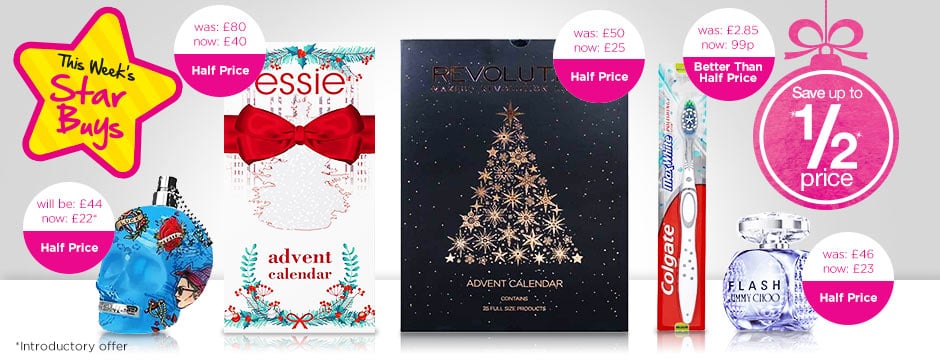 This Week's
Star
Buys
was: £80
now: £40
Half Price
was: £50
now: £25
Half Price
was: £2.85
now: 99p
Better Than
Half Price
Save up to
1/2*
price
will be: £44
now: £22*
Half Price
essie
advent
calendar
REVOLUT
ADVENT CALENDAR
CONTAINS
25 FULL SIZE PRODUCTS
MaxWhite
Colgate
FLASH
JIMMY CHOO
was: £46
now: £23
Half Price
*Introductory offer